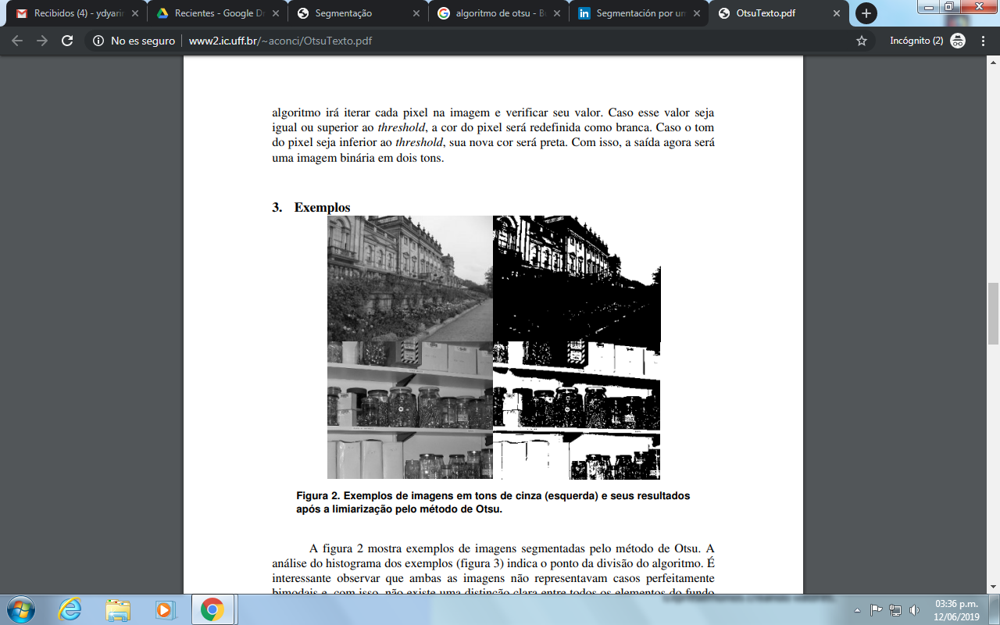 Recibidos (4) - ydyarin
Recientes - Google Dr
Segmentação
algoritmo de otsu - Bu
Segmentación por um
OtsuTexto.pdf
No es seguro
www2.ic.uff.br/~aconci/OtsuTexto.pdf
Incógnito (2)
algoritmo irá iterar cada pixel na imagem e verificar seu valor. Caso esse valor seja
igual ou superior ao threshold, a cor do pixel será redefinida como branca. Caso o tom
do pixel seja inferior ao threshold, sua nova cor será preta. Com isso, a saída agora será
uma imagem binária em dois tons.
3. Exemplos
Figura 2. Exemplos de imagens em tons de cinza (esquerda) e seus resultados
após a limiarização pelo método de Otsu.
A figura 2 mostra exemplos de imagens segmentadas pelo método de Otsu. A
análise do histograma dos exemplos (figura 3) indica o ponto da divisão do algoritmo. É
interessante observar que ambas as imagens não representavam casos perfeitamente
bimodais e, com isso, não existe uma distinção clara entre todos os elementos do fundo
03:36 p.m.
12/06/2019